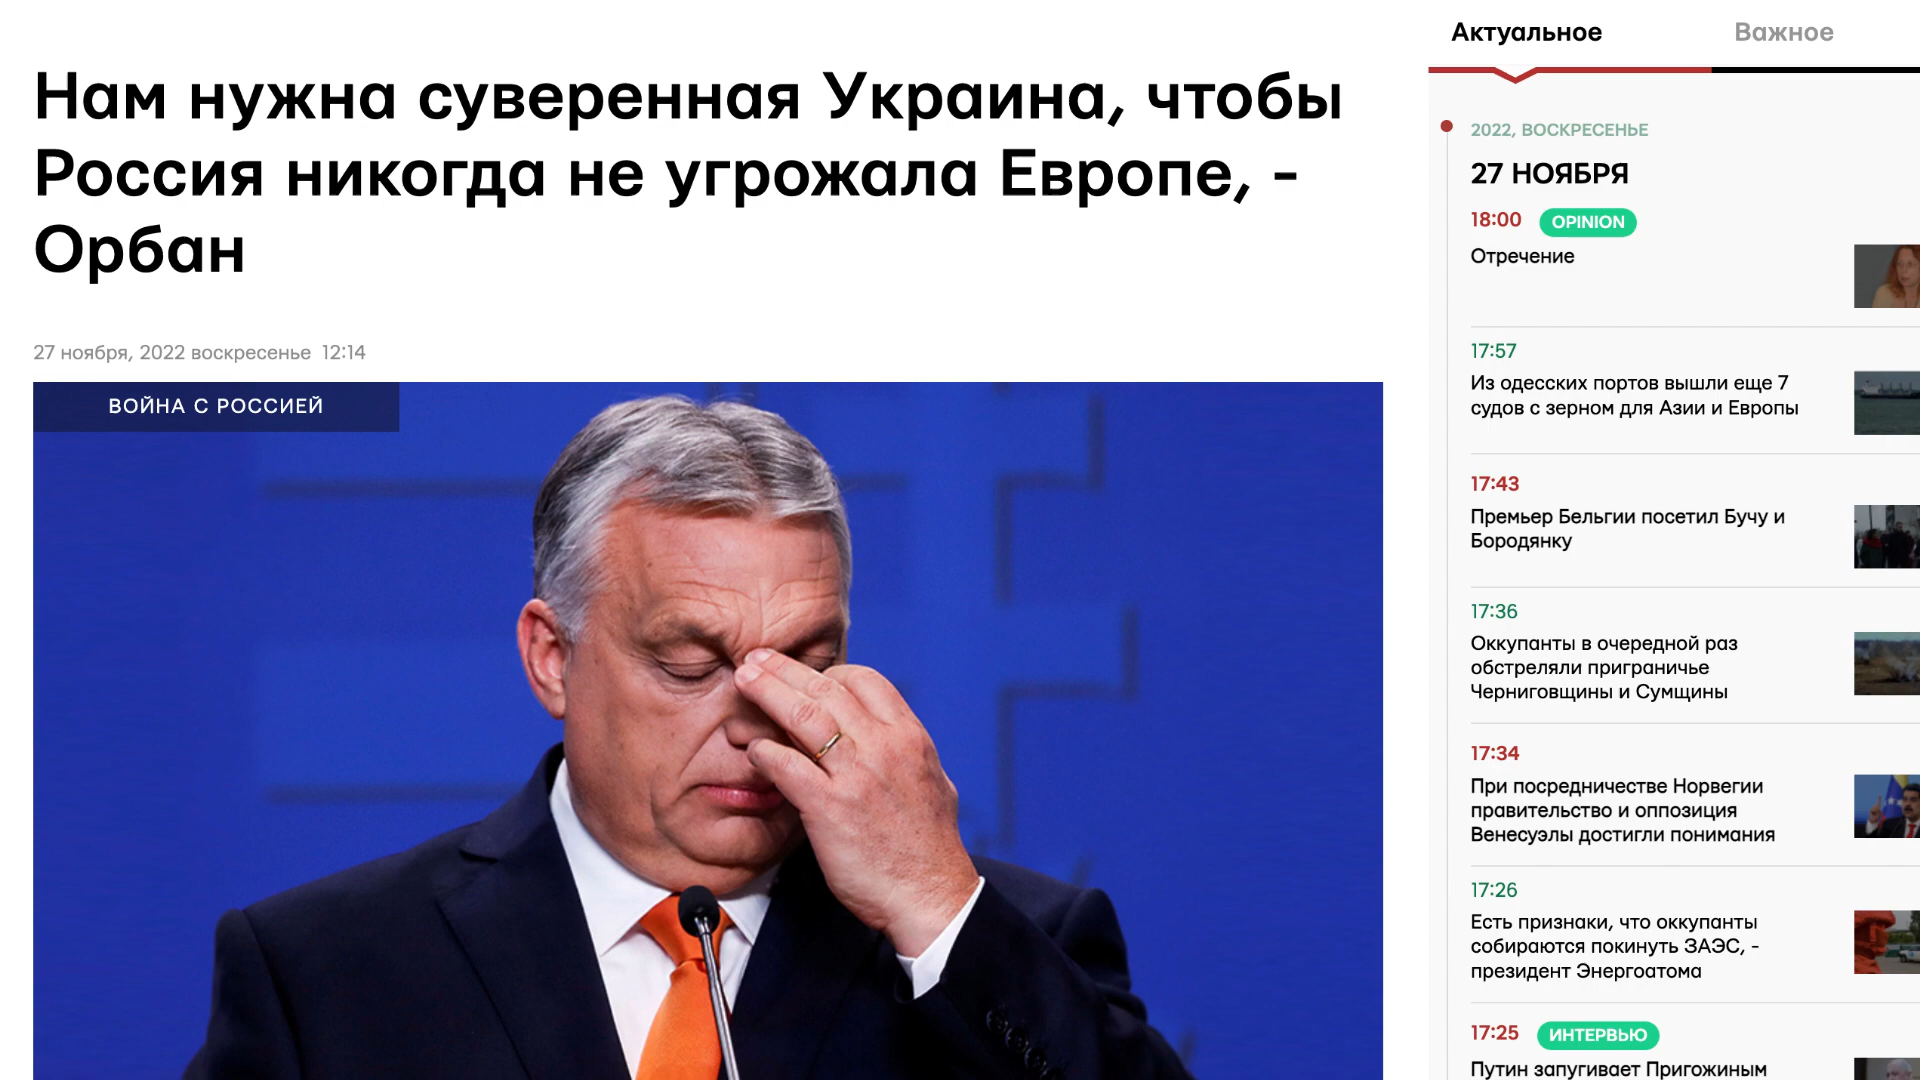 Нам нужна суверенная Украина, чтобы
Россия никогда не угрожала Европе, -
Орбан
27 ноября, 2022 воскресенье 12:14
ВОЙНА С РОССИЕЙ
Актуальное
Важное
2022, ВОСКРЕСЕНЬЕ
27 НОЯБРЯ
18:00 OPINION
Отречение
17:57
Из одесских портов вышли еще 7
судов с зерном для Азии и Европы
17:43
Премьер Бельгии посетил Бучу и
Бородянку
17:36
Оккупанты в очередной раз
обстреляли приграничье
Черниговщины и Сумщины
17:34
При посредничестве Норвегии
правительство и оппозиция
Венесуэлы достигли понимания
17:26
Есть признаки, что оккупанты
собираются покинуть ЗАЭС, -
президент Энергоатома
17:25 ИНТЕРВЬЮ
Путин запугивает Пригожиным